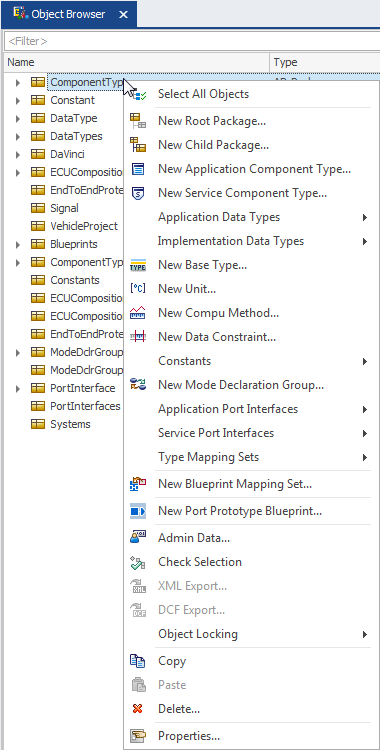 Object Browser
<Filter>
Name Type
ComponentTyp
Constant
DataType
DataTypes
DaVinci
ECUCompositio
EndToEndProte
Signal
VehicleProject
Blueprints
ComponentTyp
Constants
ECUCompositio
ECUCompositio
EndToEndProte
ModeDclrGroup
ModeDclrGroup
PortInterface
PortInterfaces
Systems
Select All Objects
New Root Package...
New Child Package...
New Application Component Type...
New Service Component Type...
Application Data Types
Implementation Data Types
TYPE New Base Type...
[°C] New Unit...
New Compu Method...
New Data Constraint...
Constants
New Mode Declaration Group...
Application Port Interfaces
Service Port Interfaces
Type Mapping Sets
New Blueprint Mapping Set...
New Port Prototype Blueprint...
Admin Data...
Check Selection
XML Export...
DCF Export...
Object Locking
Copy
Paste
Delete...
Properties...